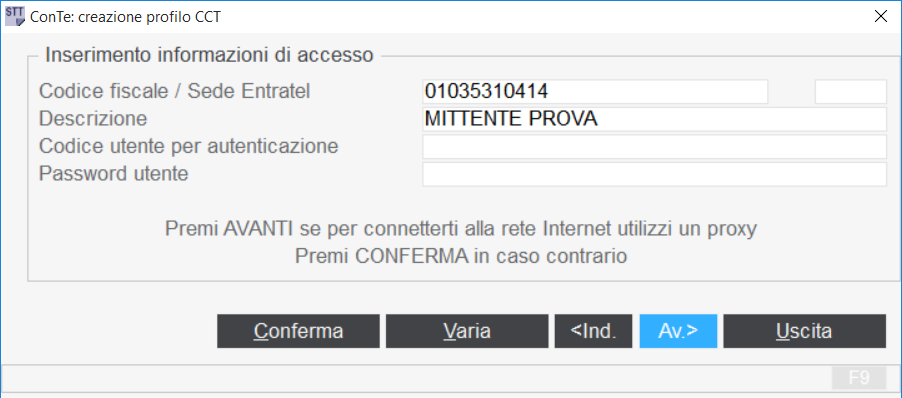 STT
ConTe: creazione profilo CCT
Inserimento informazioni di accesso
Codice fiscale / Sede Entratel 01035310414
Descrizione MITTENTE PROVA
Codice utente per autenticazione
Password utente
Premi AVANTI se per connetterti alla rete Internet utilizzi un proxy
Premi CONFERMA in caso contrario
Conferma Varia <Ind. Av.> Uscita
F9